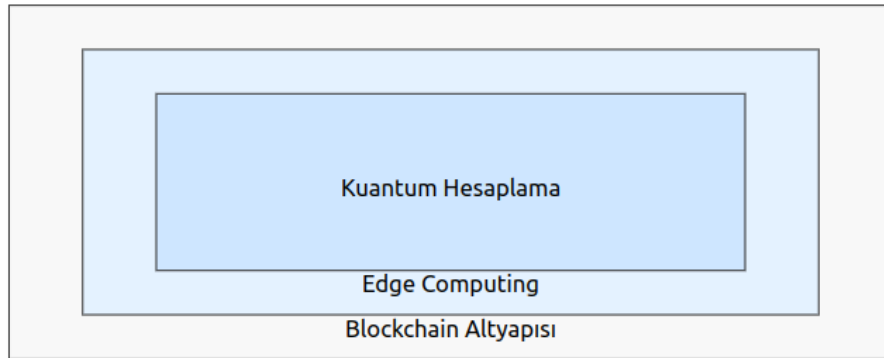 Kuantum Hesaplama
Edge Computing
Blockchain Altyapısı